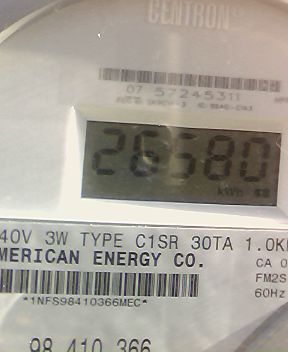 CENTRON®
07 57245311
26580
kWh
40V 3W TYPE C1SR 30TA 1.0K
MERICAN ENERGY CO.
CA 0
FM2S
*1NFS98410366MEC*
60Hz
98 410 366